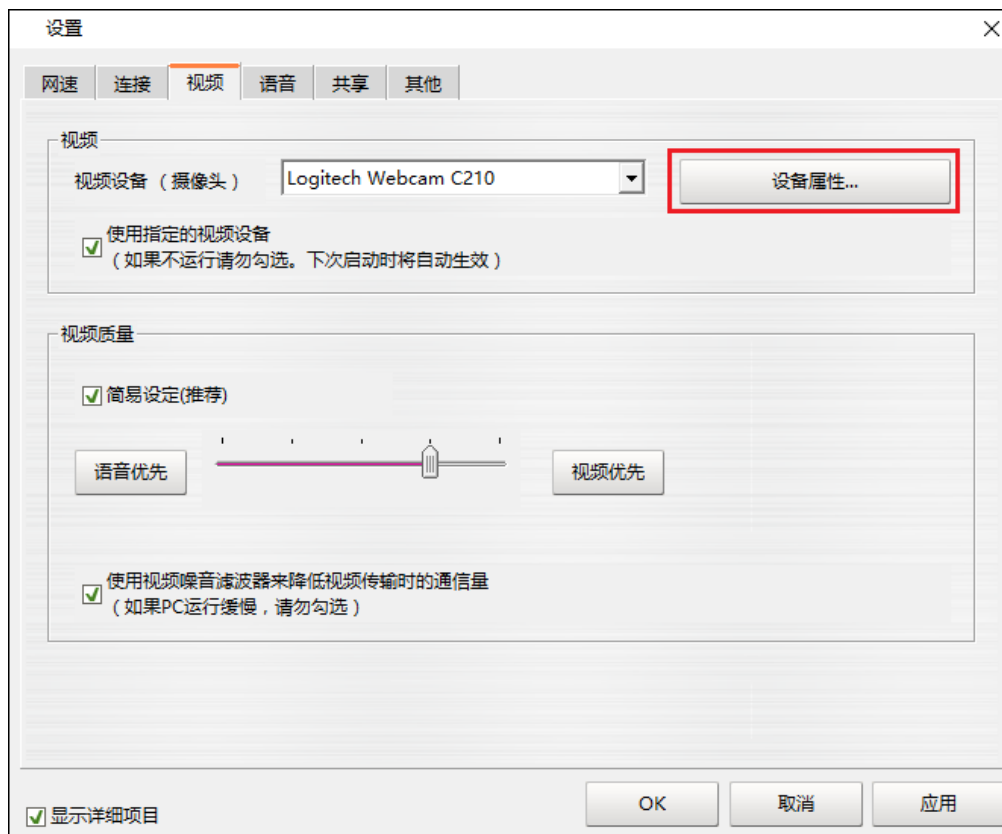 设置
网速 连接 视频 语音 共享 其他
视频
视频设备（摄像头） Logitech Webcam C210 设备属性...
使用指定的视频设备
（如果不运行请勿勾选。下次启动时将自动生效）
视频质量
简易设定(推荐)
语音优先 视频优先
使用视频噪音滤波器来降低视频传输时的通信量
（如果PC运行缓慢，请勿勾选）
显示详细项目 OK 取消 应用